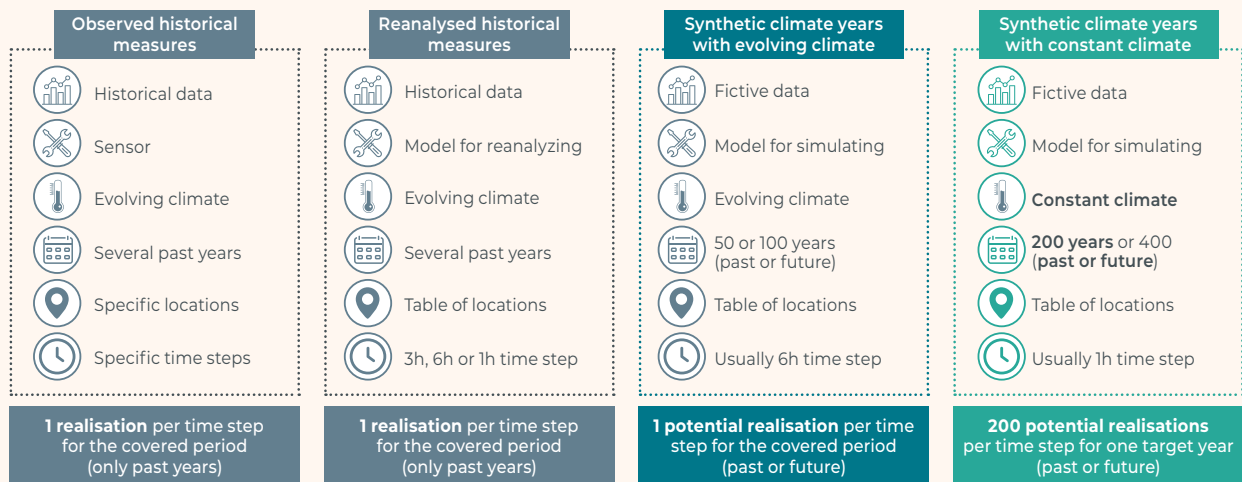 Observed historical
measures
Historical data
Sensor
Evolving climate
Several past years
Specific locations
Specific time steps
1 realisation per time step
for the covered period
(only past years)
Reanalysed historical
measures
Historical data
Model for reanalyzing
Evolving climate
Several past years
Table of locations
3h, 6h or 1h time step
1 realisation per time step
for the covered period
(only past years)
Synthetic climate years
with evolving climate
Fictive data
Model for simulating
Evolving climate
50 or 100 years
(past or future)
Table of locations
Usually 6h time step
1 potential realisation per time
step for the covered period
(past or future)
Synthetic climate years
with constant climate
Fictive data
Model for simulating
Constant climate
200 years or 400
(past or future)
Table of locations
Usually 1h time step
200 potential realisations
per time step for one target year
(past or future)